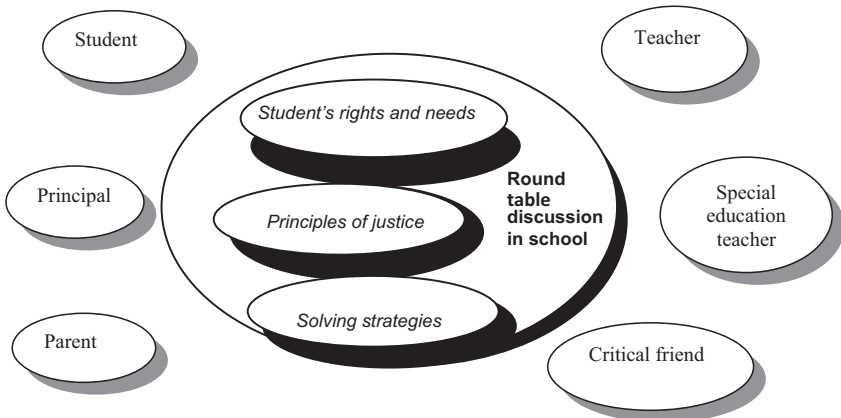 Student
Teacher
Student’s rights and needs
Principal
Principles of justice
Round
table
discussion
in school
Special
education
teacher
Parent
Solving strategies
Critical friend